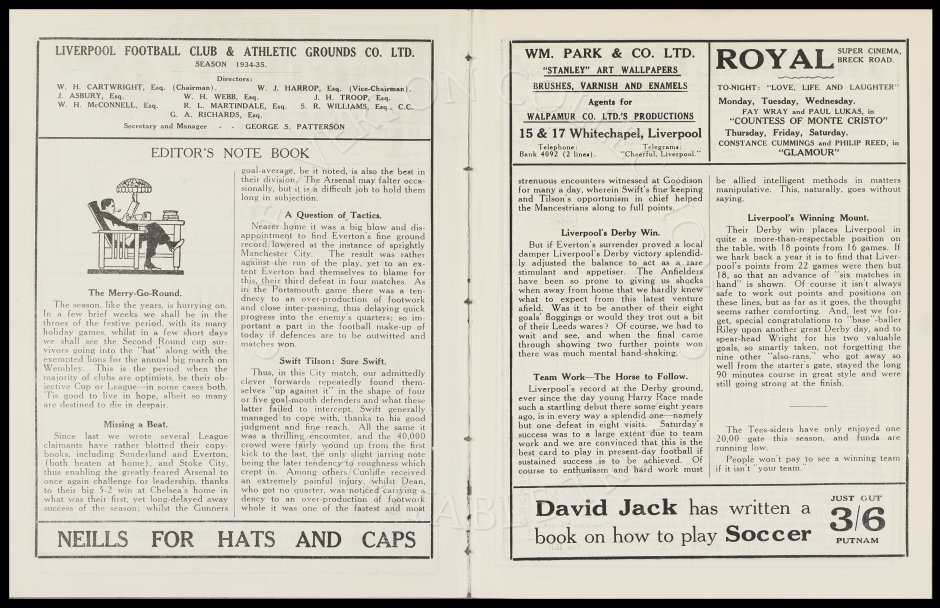 LIVERPOOL FOOTBALL CLUB & ATHLETIC GROUNDS CO. LTD.
SEASON 1934-35.
Directors:
W. H. CARTWRIGHT, Esq. (Chairman). W. J. HARROP, Esq. (Vice-Chairman).
J. ASBURY, Esq. W. H. WEBB, Esq. J. H. TROOP, Esq.
W. H. McCONNELL, Esq. R. L. MARTINDALE, Esq. S. R. WILLIAMS, Esq., C.C.
G. A. RICHARDS, Esq.
Secretary and Manager - - GEORGE S. PATTERSON
EDITOR'S NOTE BOOK
The Merry-Go-Round.
The season, like the years, is hurrying on.
In a few brief weeks we shall be in the
throes of the festive period, with its many
holiday games, whilst in a few short days
we shall see the Second Round cup sur-
vivors going into the "hat" along with the
exempted lions for the annual big march on
Wembley. This is the period when the
majority of clubs are optimists, be their ob-
jective Cup or League—in some cases both.
'Tis good to live in hope, albeit so many
are destined to die in despair.
Missing a Beat.
Since last we wrote several League
claimants have rather blotted their copy-
books, including Sunderland and Everton,
(both beaten at home), and Stoke City,
thus enabling the greatly-feared Arsenal to
once again challenge for leadership, thanks
to their big 5-2 win at Chelsea's home in
what was their first, yet long-delayed away
success of the season; whilst the Gunners
goal-average, be it noted, is also the best in
their division. The Arsenal may falter occa-
sionally, but it is a difficult job to hold them
long in subjection.
A Question of Tactics.
Nearer home it was a big blow and dis-
appointment to find Everton's fine ground
record lowered at the instance of sprightly
Manchester City. The result was rather
against the run of the play, yet to an ex-
tent Everton had themselves to blame for
this, their third defeat in four matches. As
in the Portsmouth game there was a ten-
dnecy to an over-production of footwork
and close inter-passing, thus delaying quick
progress into the enemy's quarters; so im-
portant a part in the football make-up of
today if defences are to be outwitted and
matches won.
Swift Tilson: Sure Swift.
Thus, in this City match, our admittedly
clever forwards repeatedly found them-
selves "up against it" in the shape of four
or five goal-mouth defenders and what these
latter failed to intercept, Swift generally
managed to cope with, thanks to his good
judgment and fine reach. All the same it
was a thrilling encounter, and the 40,000
crowd were fairly wound up from the first
kick to the last, the only slight jarring note
being the later tendency to roughness which
crept in. Among others Cunliffe received
an extremely painful injury, whilst Dean,
who got no quarter, was noticed carrying a
dency to an over-production of footwork
whole it was one of the fastest and most
NEILLS FOR HATS AND CAPS
WM. PARK & CO. LTD.
"STANLEY" ART WALLPAPERS
BRUSHES, VARNISH AND ENAMELS
Agents for
WALPAMUR CO. LTD.'S PRODUCTIONS
15 & 17 Whitechapel, Liverpool
Telephone: Telegrams:
Bank 4092 (2 lines). "Cheerful, Liverpool."
ROYAL SUPER CINEMA,
BRECK ROAD.
TO-NIGHT: "LOVE, LIFE AND LAUGHTER"
Monday, Tuesday, Wednesday.
FAY WRAY and PAUL LUKAS, in
"COUNTESS OF MONTE CRISTO"
Thursday, Friday, Saturday.
CONSTANCE CUMMINGS and PHILIP REED, in
"GLAMOUR"
strenuous encounters witnessed at Goodison
for many a day, wherein Swift's fine keeping
and Tilson's opportunism in chief helped
the Mancestrians along to full points.
Liverpool's Derby Win.
But if Everton's surrender proved a local
damper Liverpool's Derby victory splendid-
ly adjusted the balance to act as a rare
stimulant and appetiser. The Anfielders
have been so prone to giving us shocks
when away from home that we hardly knew
what to expect from this latest venture
afield. Was it to be another of their eight
goals' floggings or would they trot out a bit
of their Leeds wares? Of course, we had to
wait and see, and when the final came
through showing two further points won
there was much mental hand-shaking.
Team Work—The Horse to Follow.
Liverpool's record at the Derby ground,
ever since the day young Harry Race made
such a startling debut there some eight years
ago, is in every way a splendid one—namely
but one defeat in eight visits. Saturday's
success was to a large extent due to team
work and we are convinced that this is the
best card to play in present-day football if
sustained success is to be achieved. Of
course to enthusiasm and hard work must
be allied intelligent methods in matters
manipulative. This, naturally, goes without
saying.
Liverpool's Winning Mount.
Their Derby win places Liverpool in
quite a more-than-respectable position on
the table, with 18 points from 16 games. If
we hark back a year it is to find that Liver-
pool's points from 22 games were then but
18, so that an advance of "six matches in
hand" is shown. Of course it isn't always
safe to work out points and positions on
these lines, but as far as it goes, the thought
seems rather comforting. And, lest we for-
get, special congratulations to "base"-baller
Riley upon another great Derby day, and to
spear-head Wright for his two valuable
goals, so smartly taken, not forgetting the
nine other "also-rans," who got away so
well from the starter's gate, stayed the long
90 minutes course in great style and were
still going strong at the finish.
The Tees-siders have only enjoyed one
20,00 gate this season, and funds are
running low.
People won't pay to see a winning team
if it isn't "your team."
David Jack has written a
book on how to play Soccer
JUST OUT
3/6
PUTNAM